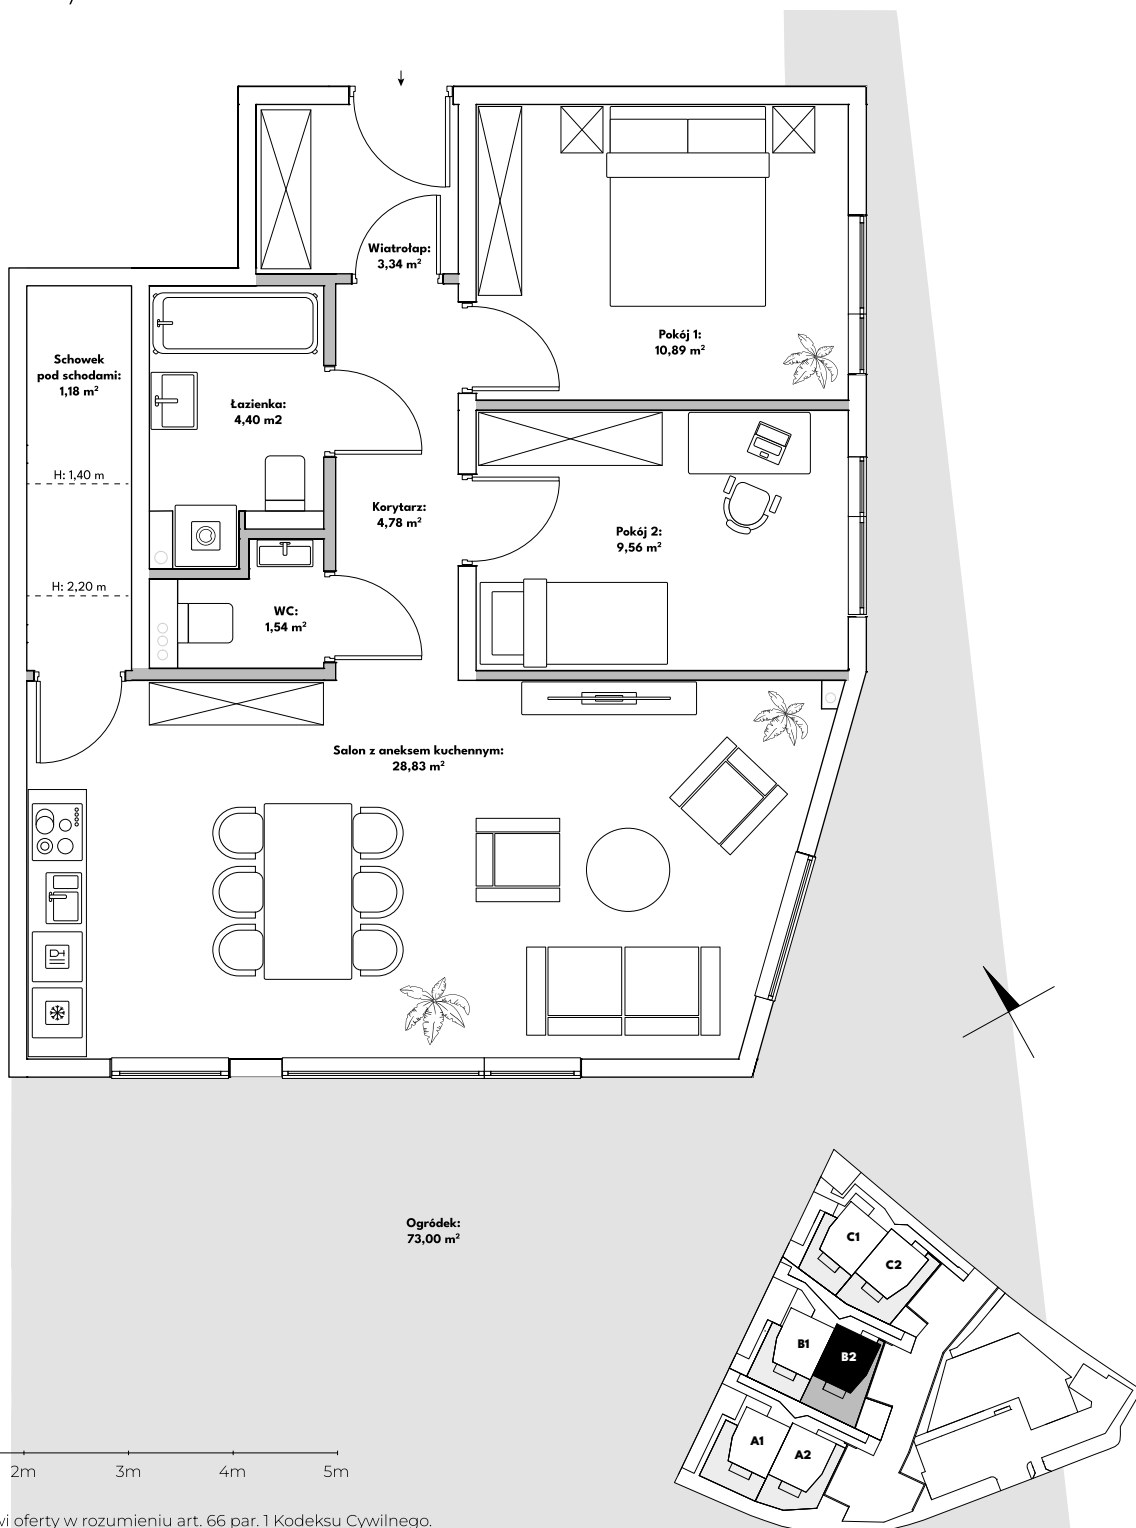 Wiatrołap:
3,34 m²
Pokój 1:
10,89 m²
Schowek
pod schodami:
1,18 m²
Łazienka:
4,40 m2
H: 1,40 m
Korytarz:
4,78 m²
Pokój 2:
9,56 m²
H: 2,20 m
WC:
1,54 m²
Salon z aneksem kuchennym:
28,83 m²
Ogródek:
73,00 m²
C1
C2
B1
B2
A1
A2
2m 3m 4m 5m
oferty w rozumieniu art. 66 par. 1 Kodeksu Cywilnego.